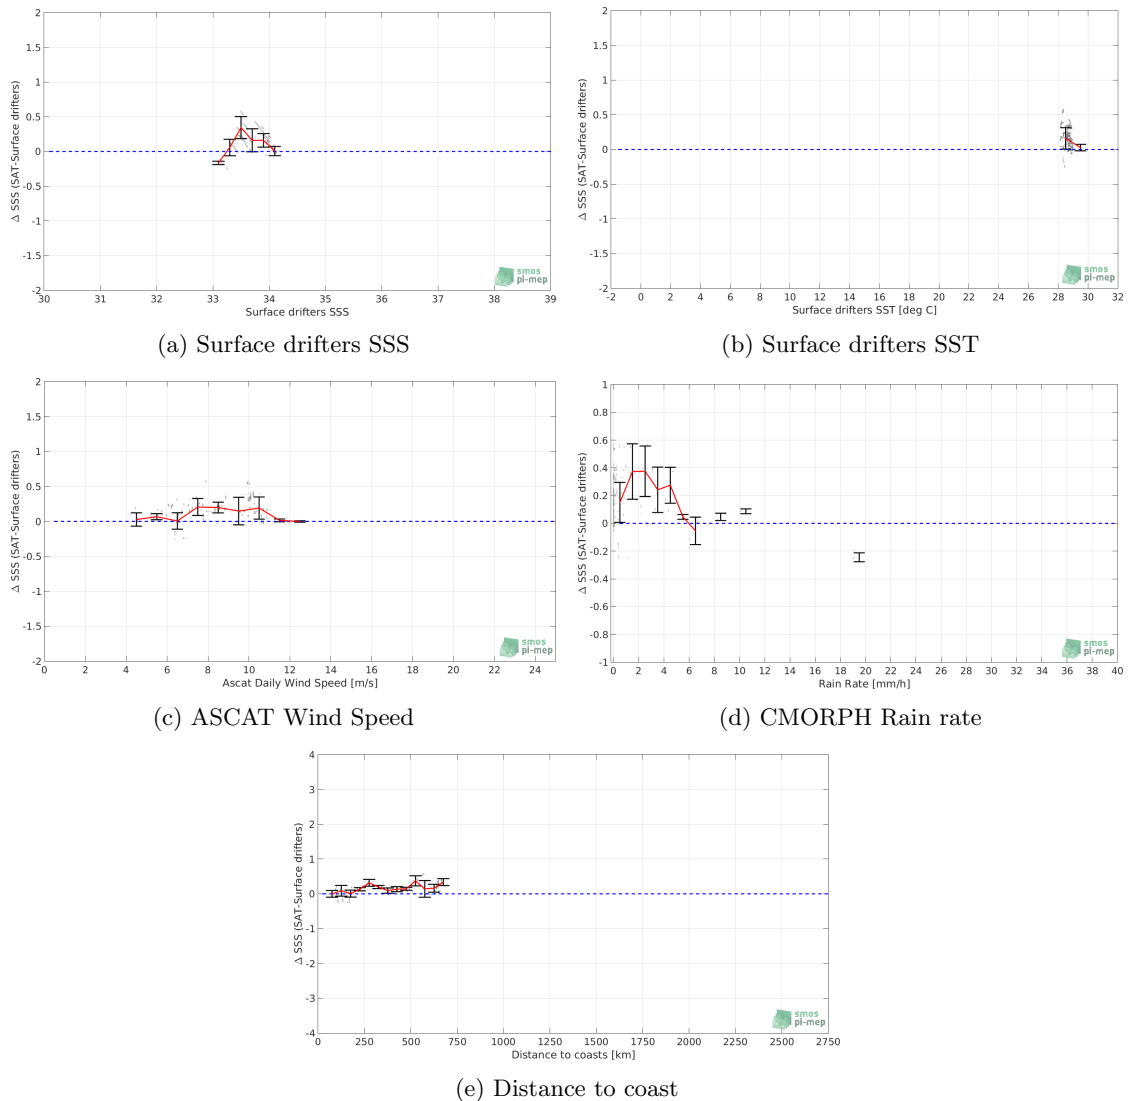 2
1.5
1
0.5
0
-0.5
-1
-1.5
-2
Δ SSS (SAT-Surface drifters)
30 31 32 33 34 35 36 37 38 39
Surface drifters SSS
smos
pi-mep
(a) Surface drifters SSS
2
1.5
1
0.5
0
-0.5
-1
-1.5
-2
Δ SSS (SAT-Surface drifters)
-2 0 2 4 6 8 10 12 14 16 18 20 22 24 26 28 30 32
Surface drifters SST [deg C]
smos
pi-mep
(b) Surface drifters SST
2
1.5
1
0.5
0
-0.5
-1
-1.5
-2
Δ SSS (SAT-Surface drifters)
0 2 4 6 8 10 12 14 16 18 20 22 24
Ascat Daily Wind Speed [m/s]
smos
pi-mep
(c) ASCAT Wind Speed
1
0.8
0.6
0.4
0.2
0
-0.2
-0.4
-0.6
-0.8
-1
Δ SSS (SAT-Surface drifters)
0 2 4 6 8 10 12 14 16 18 20 22 24 26 28 30 32 34 36 38 40
Rain Rate [mm/h]
smos
pi-mep
(d) CMORPH Rain rate
4
3
2
1
0
-1
-2
-3
-4
Δ SSS (SAT-Surface drifters)
0 250 500 750 1000 1250 1500 1750 2000 2250 2500 2750
Distance to coasts [km]
smos
pi-mep
(e) Distance to coast